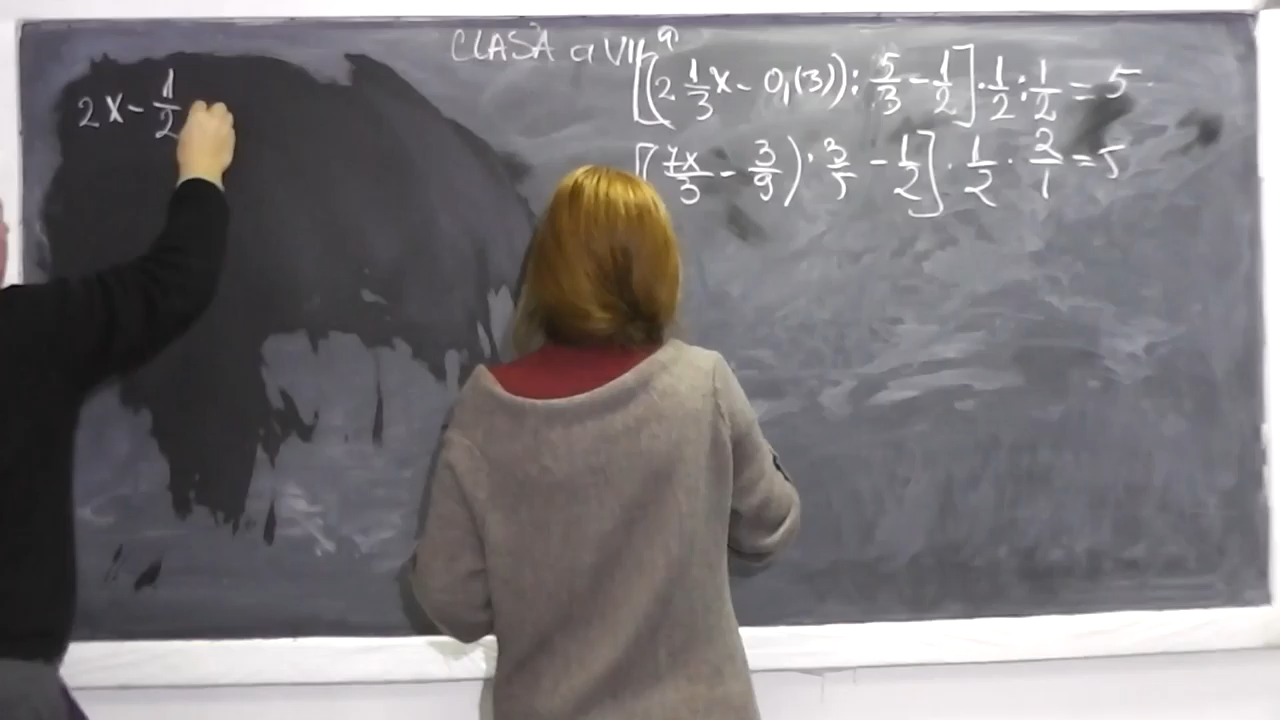 CLASA a VII a
2x - 1/2
[(2 1/3 x - 0,(3)) : 5/3 - 1/2] · 1/2 : 1/2 = 5
[(7x/3 - 3/9) · 3/5 - 1/2] · 1/2 · 2/1 = 5